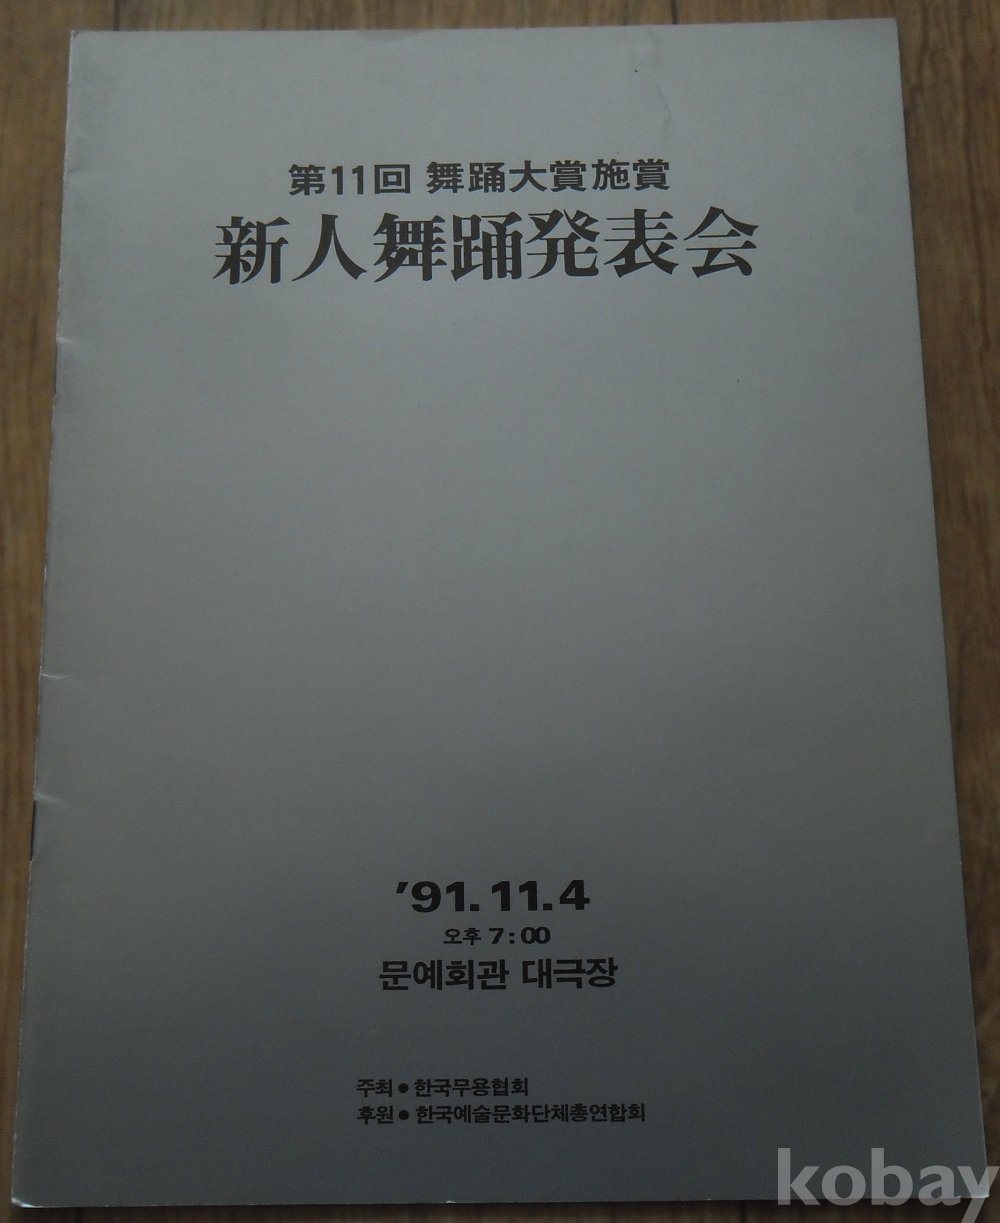 第11回 舞踊大賞施賞
新人舞踊発表会
'91. 11. 4
오후 7 : 00
문예회관 대극장
주최 ● 한국무용협회
후원 ● 한국예술문화단체총연합회
kobay